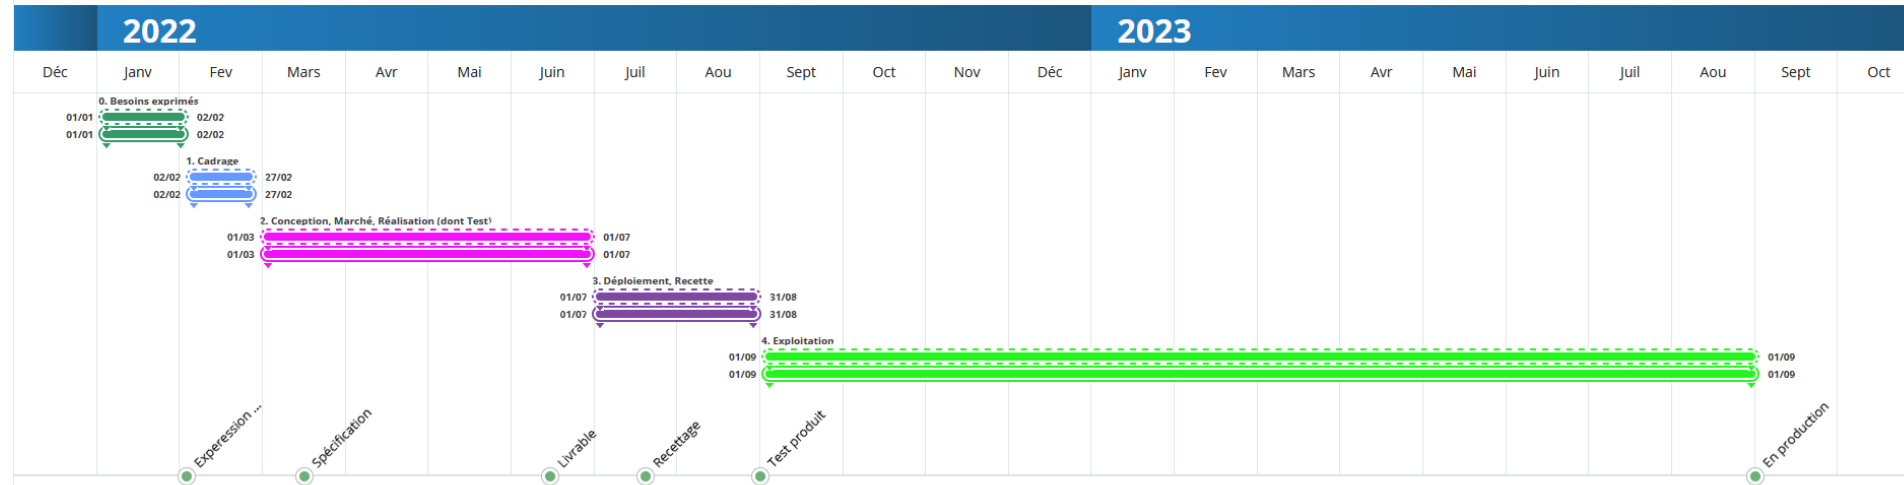 2022 2023
Déc Janv Fev Mars Avr Mai Juin Juil Aou Sept Oct Nov Déc Janv Fev Mars Avr Mai Juin Juil Aou Sept Oct
0. Besoins exprimés
01/01 02/02
01/01 02/02
1. Cadrage
02/02 27/02
02/02 27/02
2. Conception, Marché, Réalisation (dont Test)
01/03 01/07
01/03 01/07
3. Déploiement, Recette
01/07 31/08
01/07 31/08
4. Exploitation
01/09 01/09
01/09 01/09
Experession ...
Spécification
Livrable
Recettage
Test produit
En production